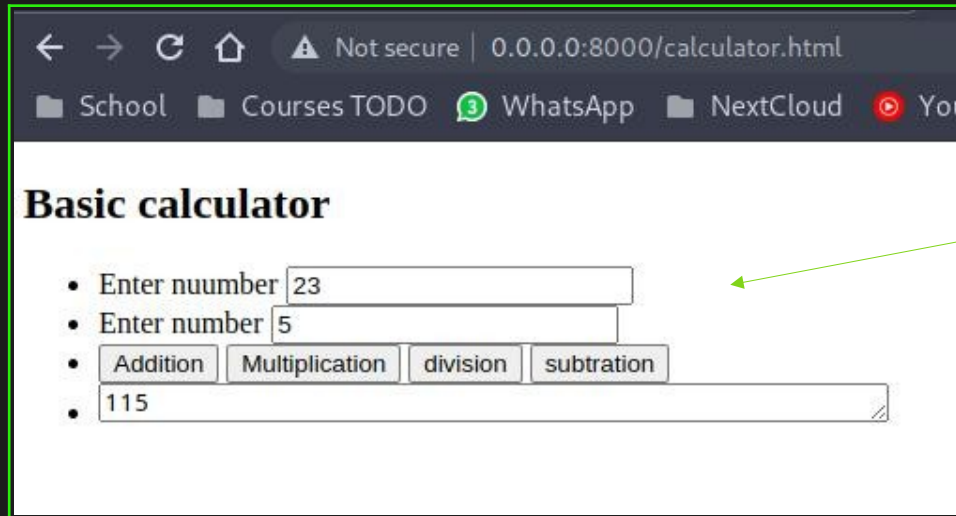 Not secure | 0.0.0.0:8000/calculator.html
School Courses TODO 3 WhatsApp NextCloud
Basic calculator
Enter nuumber 23
Enter number 5
Addition Multiplication division subtration
115